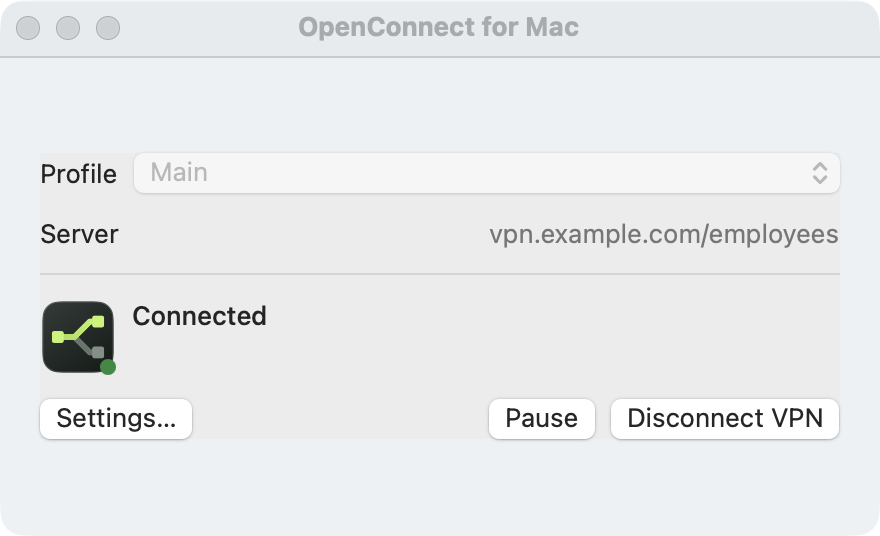 OpenConnect for Mac
Profile Main
Server vpn.example.com/employees
Connected
Settings... Pause Disconnect VPN